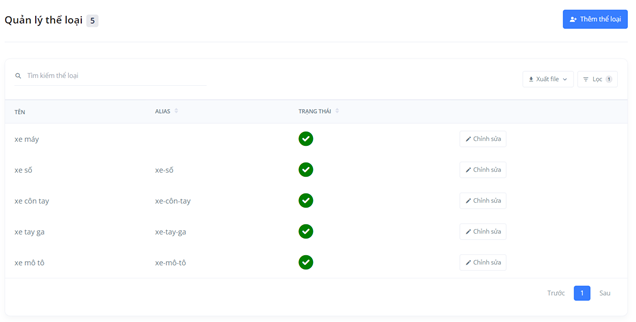 Quản lý thể loại 5
Thêm thể loại
Tìm kiếm thể loại
Xuất file
Lọc 1
TÊN ALIAS TRẠNG THÁI
xe máy Chỉnh sửa
xe số xe-số Chỉnh sửa
xe côn tay xe-côn-tay Chỉnh sửa
xe tay ga xe-tay-ga Chỉnh sửa
xe mô tô xe-mô-tô Chỉnh sửa
Trước 1 Sau